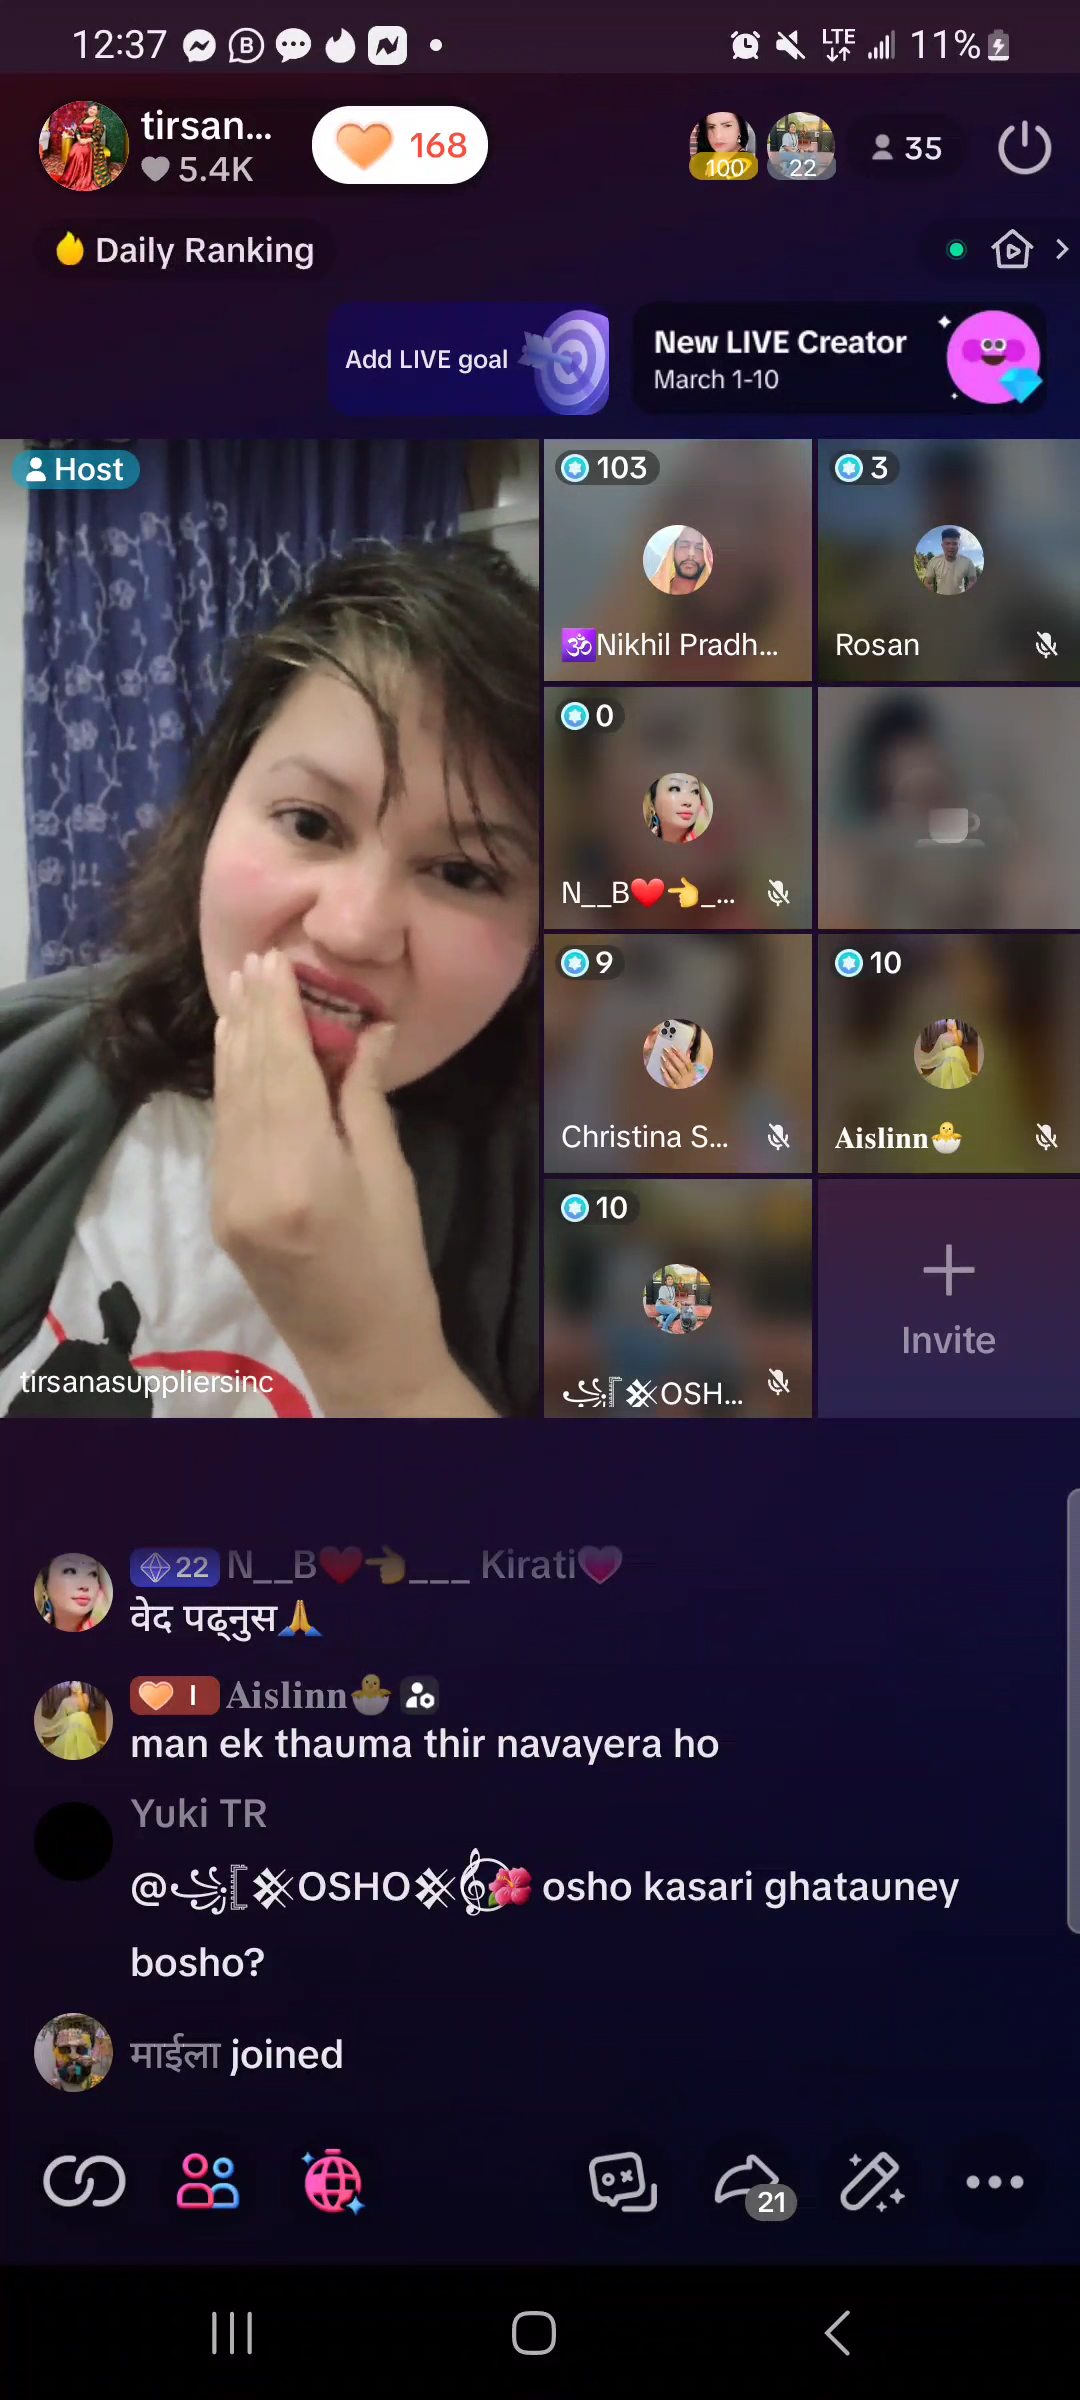 12:37
LTE
11%
tirsan...
5.4K
168
100
22
35
Daily Ranking
Add LIVE goal
New LIVE Creator
March 1-10
Host
103
3
🕉Nikhil Pradh...
Rosan
0
N__B❤️👈_...
9
10
Christina S...
𝐀𝐢𝐬𝐥𝐢𝐧𝐧🐣
10
OSH...
Invite
tirsanasuppliersinc
22 N__B❤️👈___ Kirati💗
वेद पढ्नुस🙏
I 𝐀𝐢𝐬𝐥𝐢𝐧𝐧🐣
man ek thauma thir navayera ho
Yuki TR
@꧁༒OSHO༒🌺 osho kasari ghatauney
bosho?
माईला joined
21